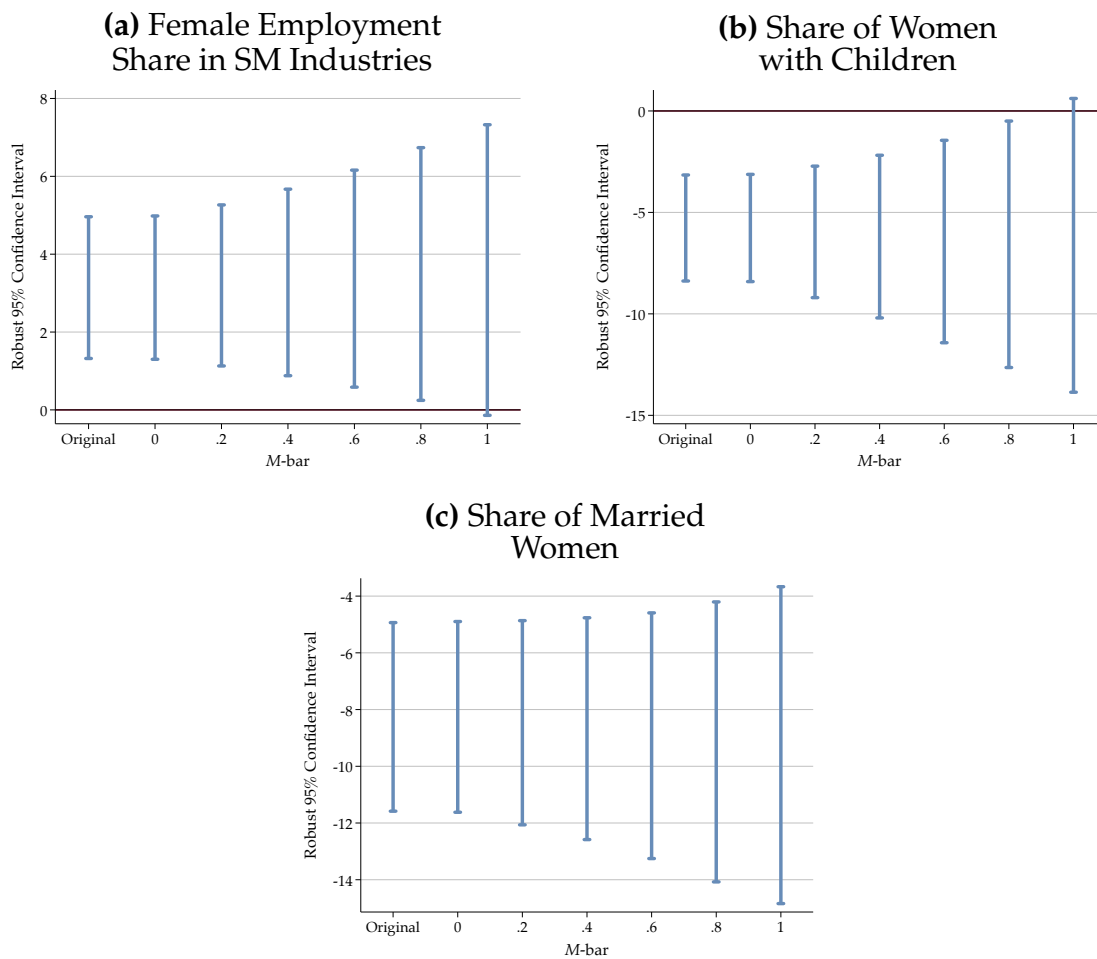 (a) Female Employment
Share in SM Industries
Robust 95% Confidence Interval
8
6
4
2
0
Original 0 .2 .4 .6 .8 1
M-bar
(b) Share of Women
with Children
Robust 95% Confidence Interval
0
-5
-10
-15
Original 0 .2 .4 .6 .8 1
M-bar
(c) Share of Married
Women
Robust 95% Confidence Interval
-4
-6
-8
-10
-12
-14
Original 0 .2 .4 .6 .8 1
M-bar